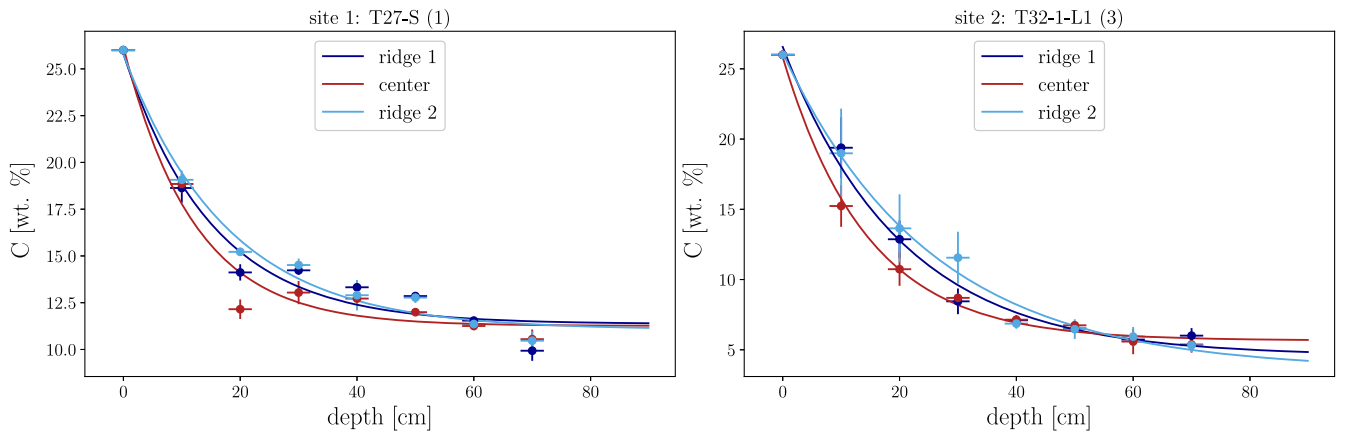 site 1: T27-S (1)
ridge 1
center
ridge 2
25.0
22.5
20.0
17.5
15.0
12.5
10.0
C [wt. %]
0
20
40
60
80
depth [cm]
site 2: T32-1-L1 (3)
ridge 1
center
ridge 2
25
20
15
10
5
C [wt. %]
0
20
40
60
80
depth [cm]